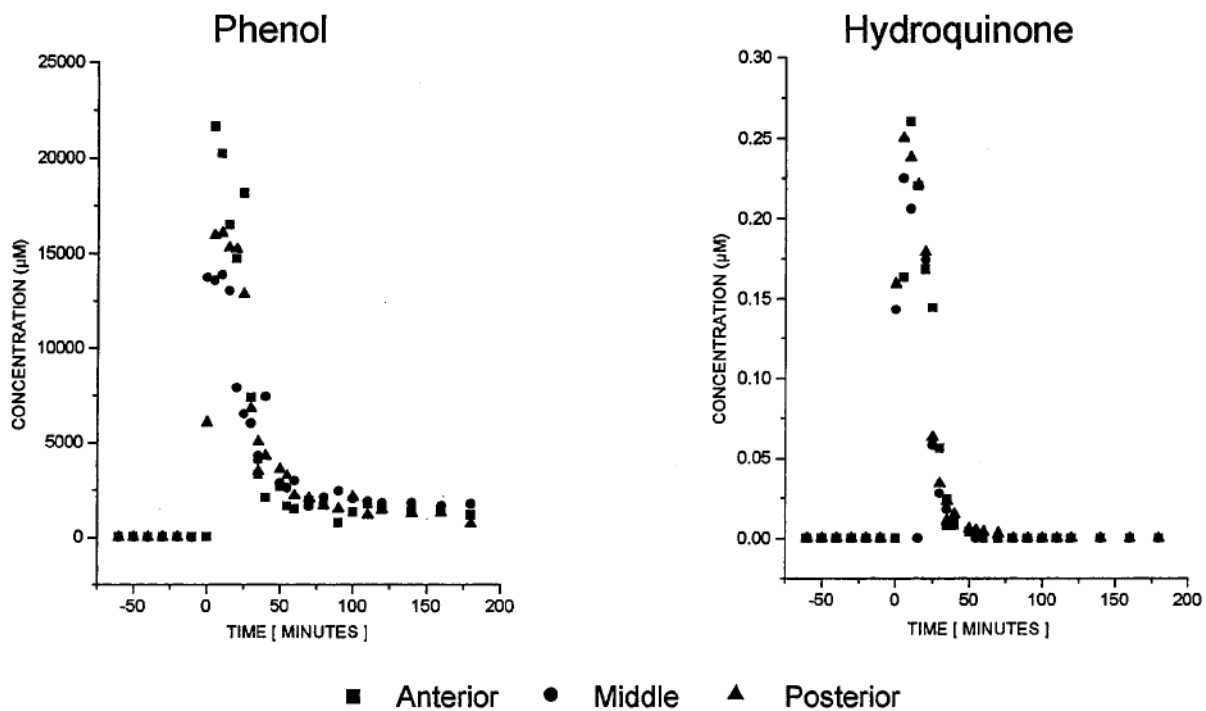 Phenol
25000
20000
15000
10000
5000
0
CONCENTRATION (µM)
-50 0 50 100 150 200
TIME [ MINUTES ]
Hydroquinone
0.30
0.25
0.20
0.15
0.10
0.05
0.00
CONCENTRATION (µM)
-50 0 50 100 150 200
TIME [ MINUTES ]
Anterior Middle Posterior